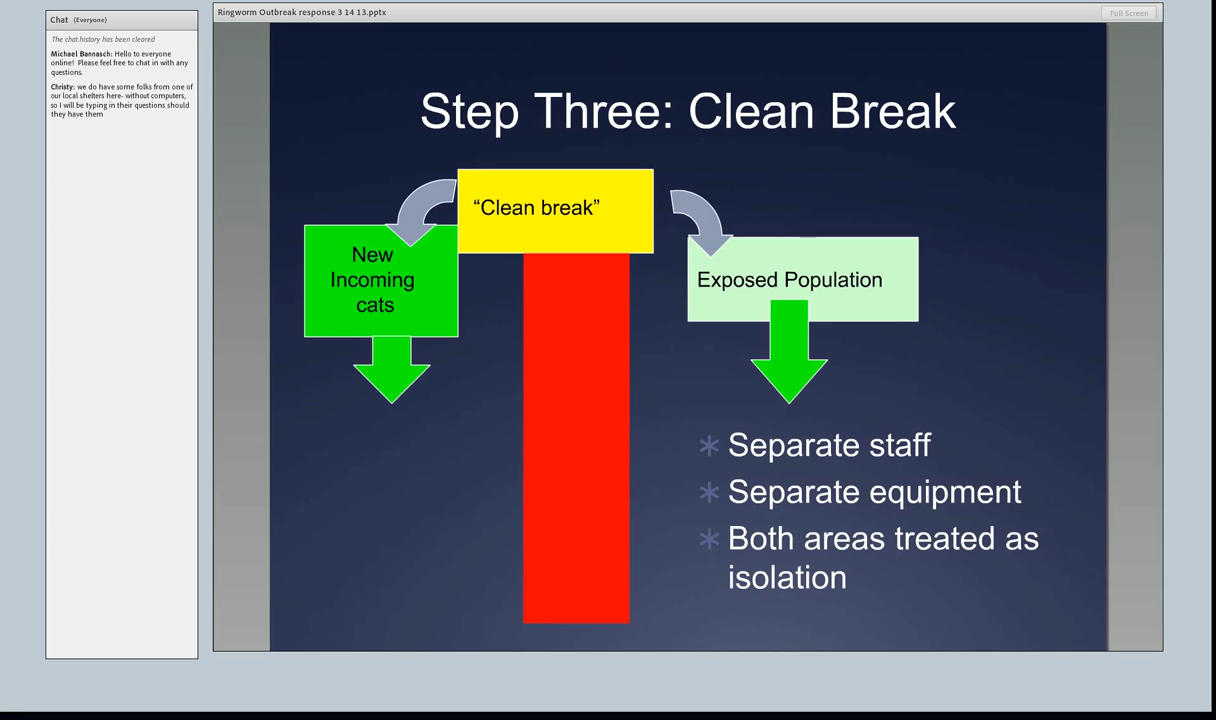 Chat (Everyone)
The chat history has been cleared
Michael Bannasch: Hello to everyone
online! Please feel free to chat in with any
questions.
Christy: we do have some folks from one of
our local shelters here- without computers,
so I will be typing in their questions should
they have them
Ringworm Outbreak response 3 14 13.pptx
Full Screen
Step Three: Clean Break
“Clean break”
New
Incoming
cats
Exposed Population
Separate staff
Separate equipment
Both areas treated as
isolation